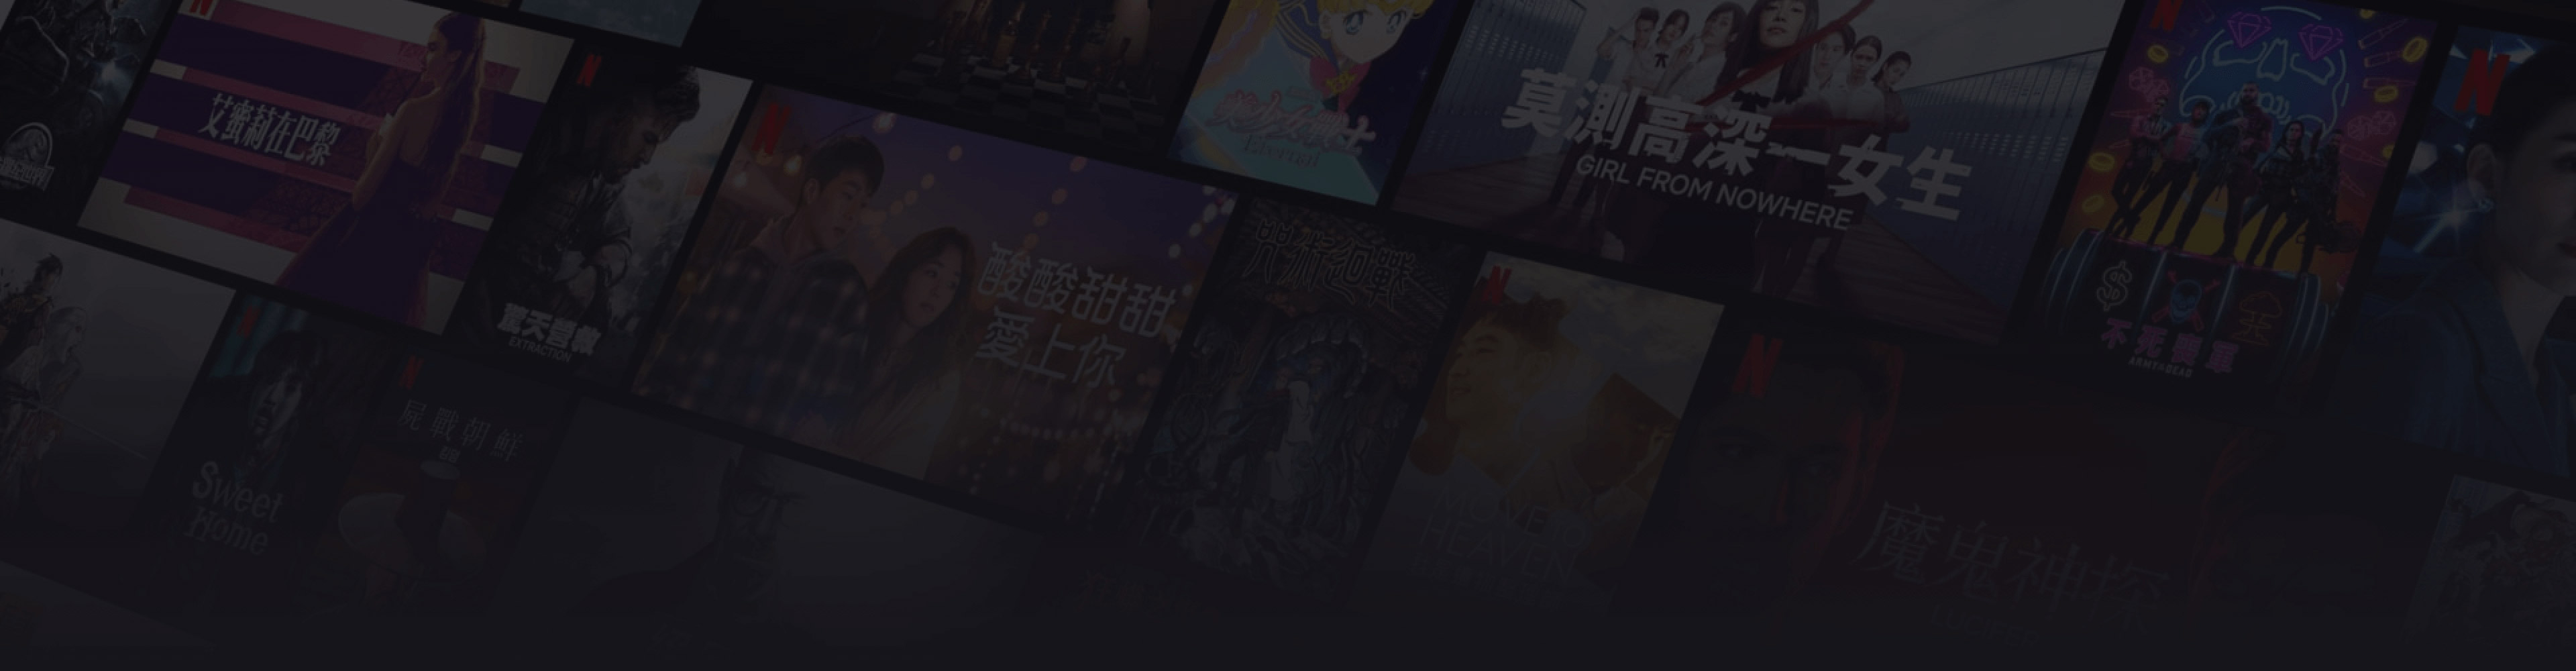 艾蜜莉在巴黎
驚天營救
EXTRACTION
酸酸甜甜
愛上你
美少女戰士
Eternal
莫測高深一女生
GIRL FROM NOWHERE
咒術迴戰
不死賣軍
ARMY OF DEAD
Sweet
Home
屍戰朝鮮
MOVE TO
HEAVEN
魔鬼神探
LUCIFER